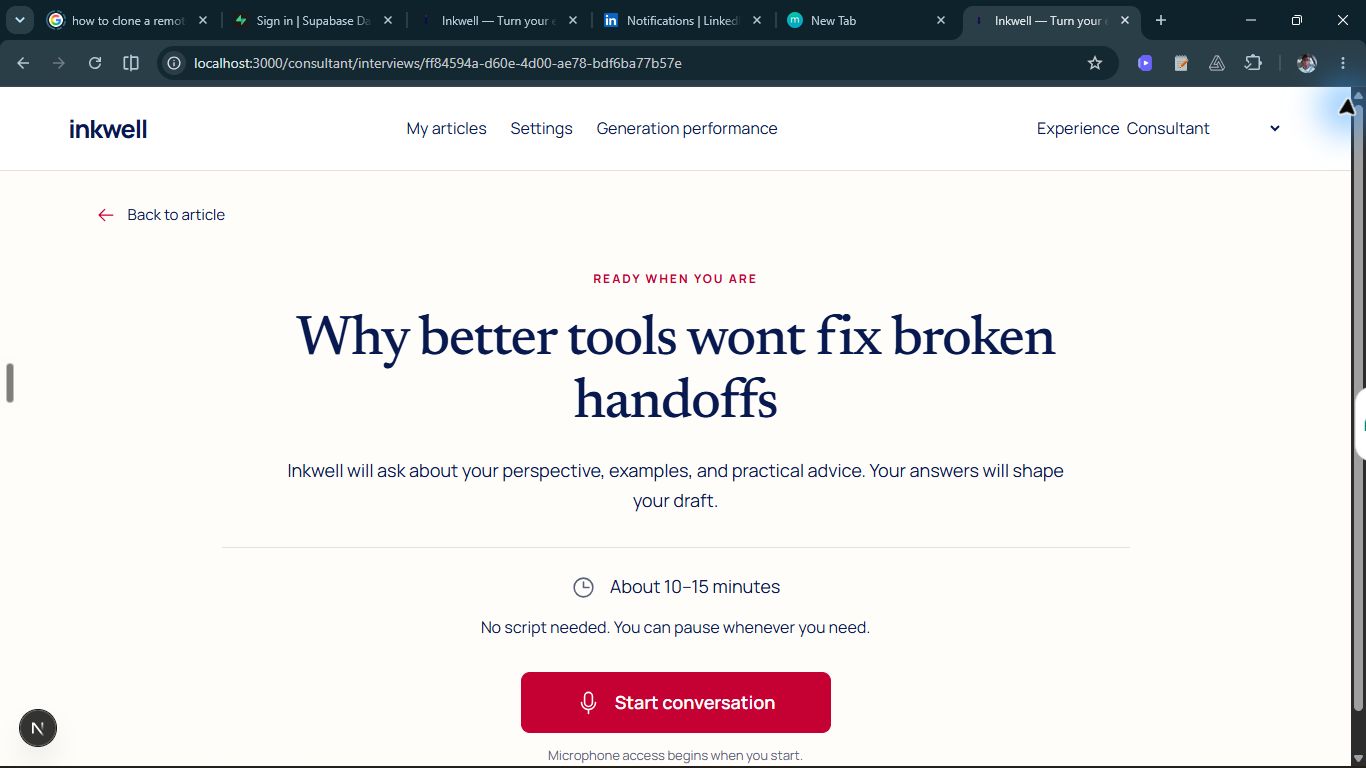 how to clone a remot
Sign in | Supabase Da
Inkwell — Turn your e
Notifications | LinkedI
New Tab
Inkwell — Turn your e
localhost:3000/consultant/interviews/ff84594a-d60e-4d00-ae78-bdf6ba77b57e
inkwell
My articles
Settings
Generation performance
Experience Consultant
Back to article
READY WHEN YOU ARE
Why better tools wont fix broken
handoffs
Inkwell will ask about your perspective, examples, and practical advice. Your answers will shape
your draft.
About 10–15 minutes
No script needed. You can pause whenever you need.
Start conversation
Microphone access begins when you start.
N